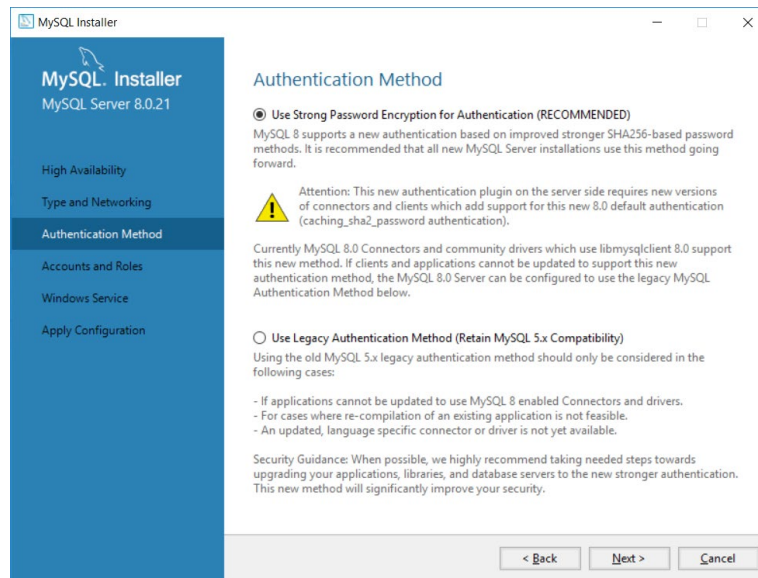 MySQL Installer
MySQL. Installer
MySQL Server 8.0.21
High Availability
Type and Networking
Authentication Method
Accounts and Roles
Windows Service
Apply Configuration
Authentication Method
Use Strong Password Encryption for Authentication (RECOMMENDED)
MySQL 8 supports a new authentication based on improved stronger SHA256-based password
methods. It is recommended that all new MySQL Server installations use this method going
forward.
Attention: This new authentication plugin on the server side requires new versions
of connectors and clients which add support for this new 8.0 default authentication
(caching_sha2_password authentication).
Currently MySQL 8.0 Connectors and community drivers which use libmysqlclient 8.0 support
this new method. If clients and applications cannot be updated to support this new
authentication method, the MySQL 8.0 Server can be configured to use the legacy MySQL
Authentication Method below.
Use Legacy Authentication Method (Retain MySQL 5.x Compatibility)
Using the old MySQL 5.x legacy authentication method should only be considered in the
following cases:
- If applications cannot be updated to use MySQL 8 enabled Connectors and drivers.
- For cases where re-compilation of an existing application is not feasible.
- An updated, language specific connector or driver is not yet available.
Security Guidance: When possible, we highly recommend taking needed steps towards
upgrading your applications, libraries, and database servers to the new stronger authentication.
This new method will significantly improve your security.
< Back
Next >
Cancel